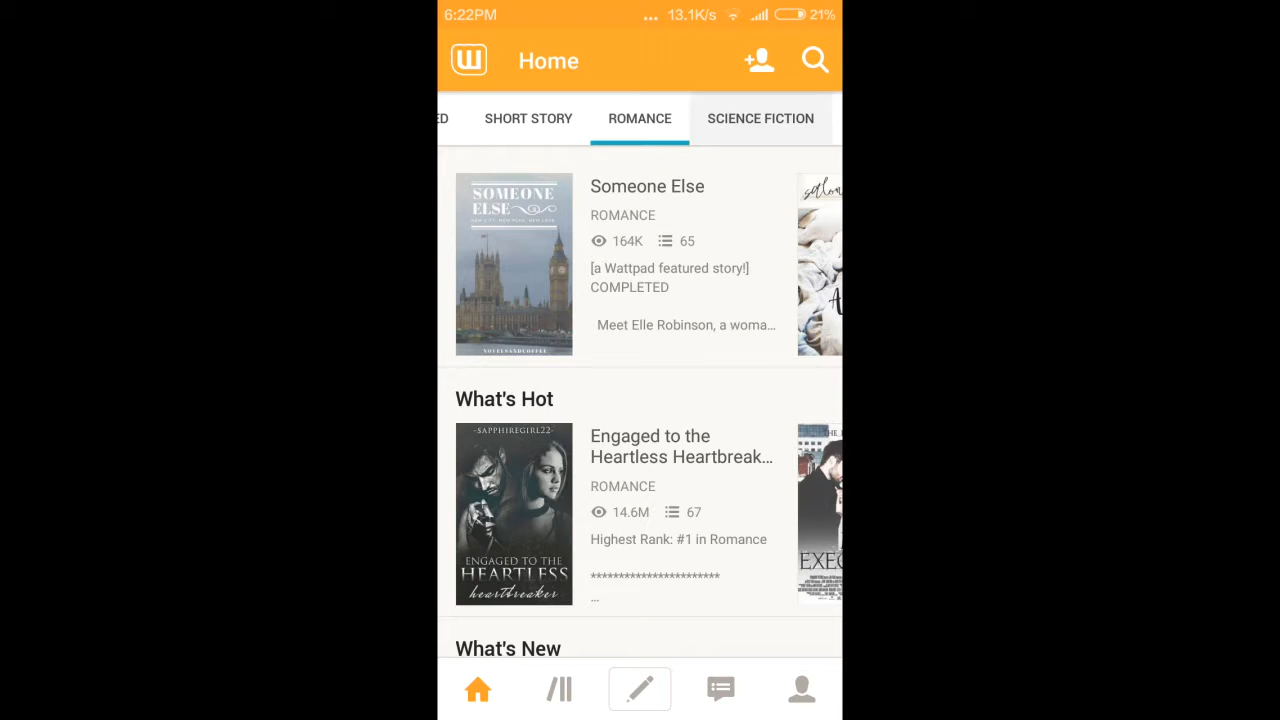 6:22PM ... 13.1K/s 21%
Home
ED SHORT STORY ROMANCE SCIENCE FICTION
SOMEONE
ELSE
NOVELSANDCOFFEE
Someone Else
ROMANCE
164K 65
[a Wattpad featured story!]
COMPLETED
Meet Elle Robinson, a woma...
What's Hot
-SAPPHIREGIRL22-
ENGAGED TO THE
HEARTLESS
heartbreaker
Engaged to the
Heartless Heartbreak...
ROMANCE
14.6M 67
Highest Rank: #1 in Romance
***********************
...
EXEC
What's New